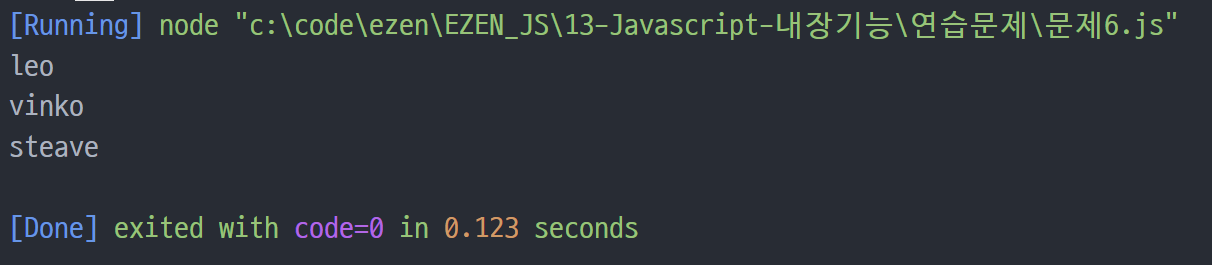 [Running] node "c:\code\ezen\EZEN_JS\13-Javascript-내장기능\연습문제\문제6.js"
leo
vinko
steave
[Done] exited with code=0 in 0.123 seconds